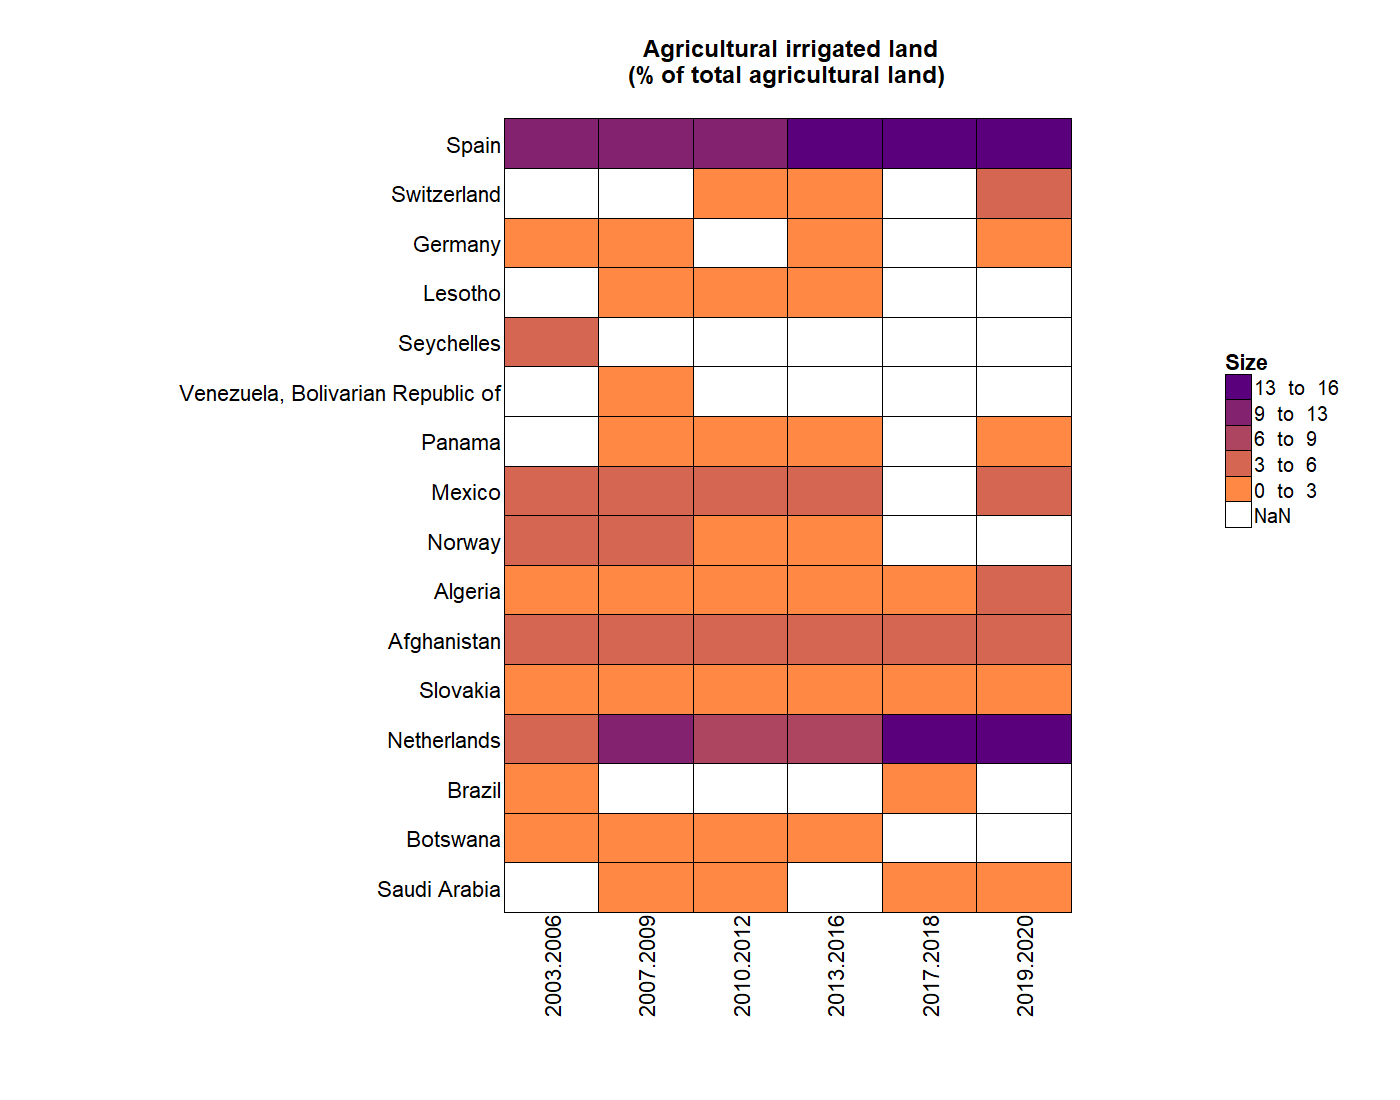 Agricultural irrigated land
(% of total agricultural land)
Spain
Switzerland
Germany
Lesotho
Seychelles
Venezuela, Bolivarian Republic of
Panama
Mexico
Norway
Algeria
Afghanistan
Slovakia
Netherlands
Brazil
Botswana
Saudi Arabia
2003.2006
2007.2009
2010.2012
2013.2016
2017.2018
2019.2020
Size
13 to 16
9 to 13
6 to 9
3 to 6
0 to 3
NaN